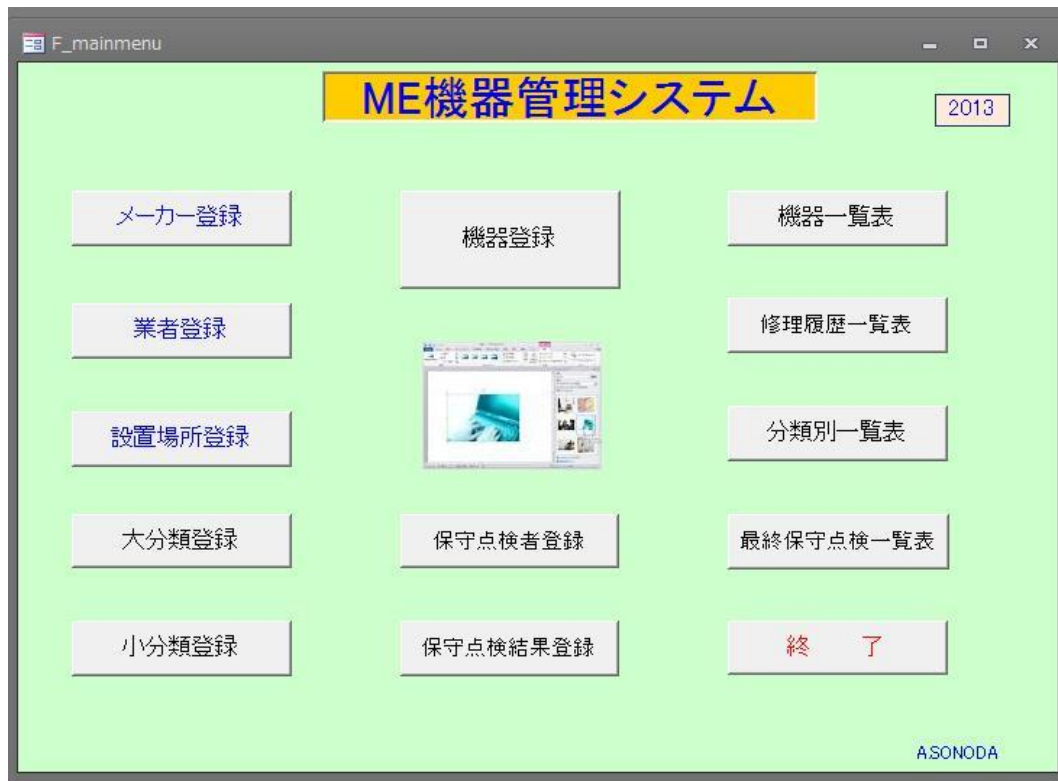 F_mainmenu
ME機器管理システム
2013
メーカー登録
機器登録
機器一覧表
業者登録
修理履歴一覧表
設置場所登録
分類別一覧表
大分類登録
保守点検者登録
最終保守点検一覧表
小分類登録
保守点検結果登録
終 了
A.SONODA